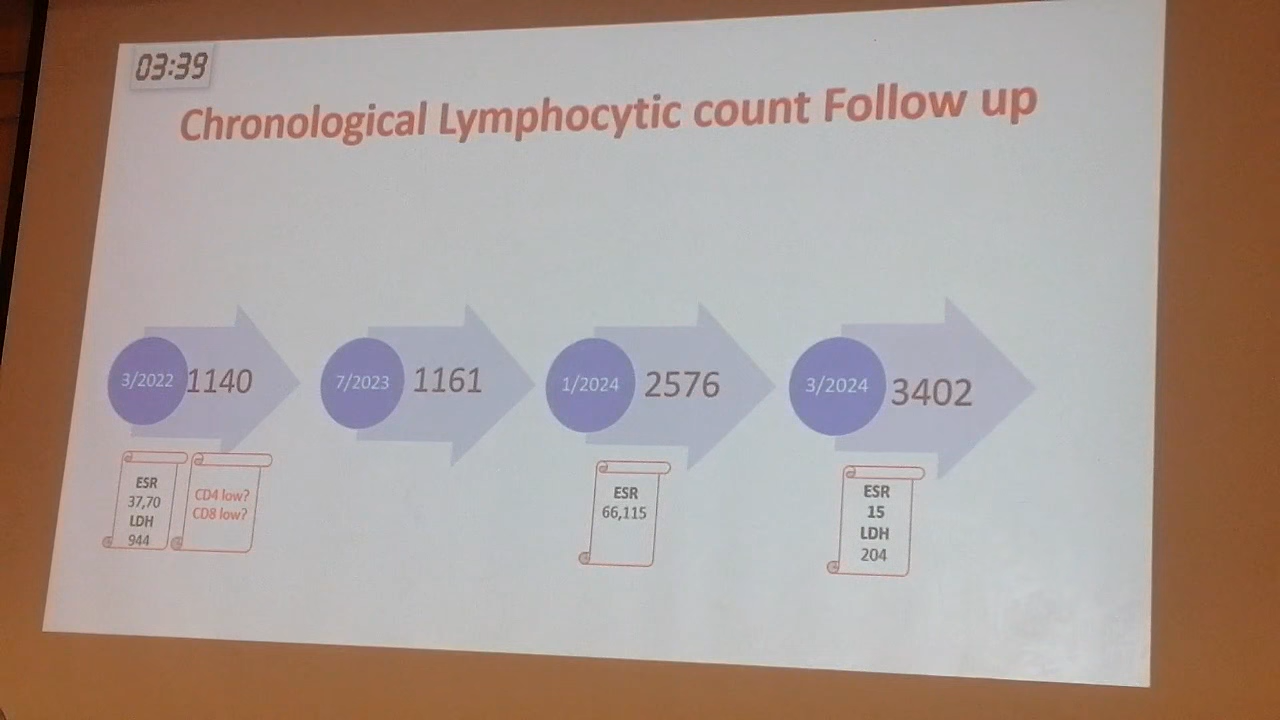 03:39
Chronological Lymphocytic count Follow up
3/2022 1140
7/2023 1161
1/2024 2576
3/2024 3402
ESR
37,70
LDH
944
CD4 low?
CD8 low?
ESR
66,115
ESR
15
LDH
204